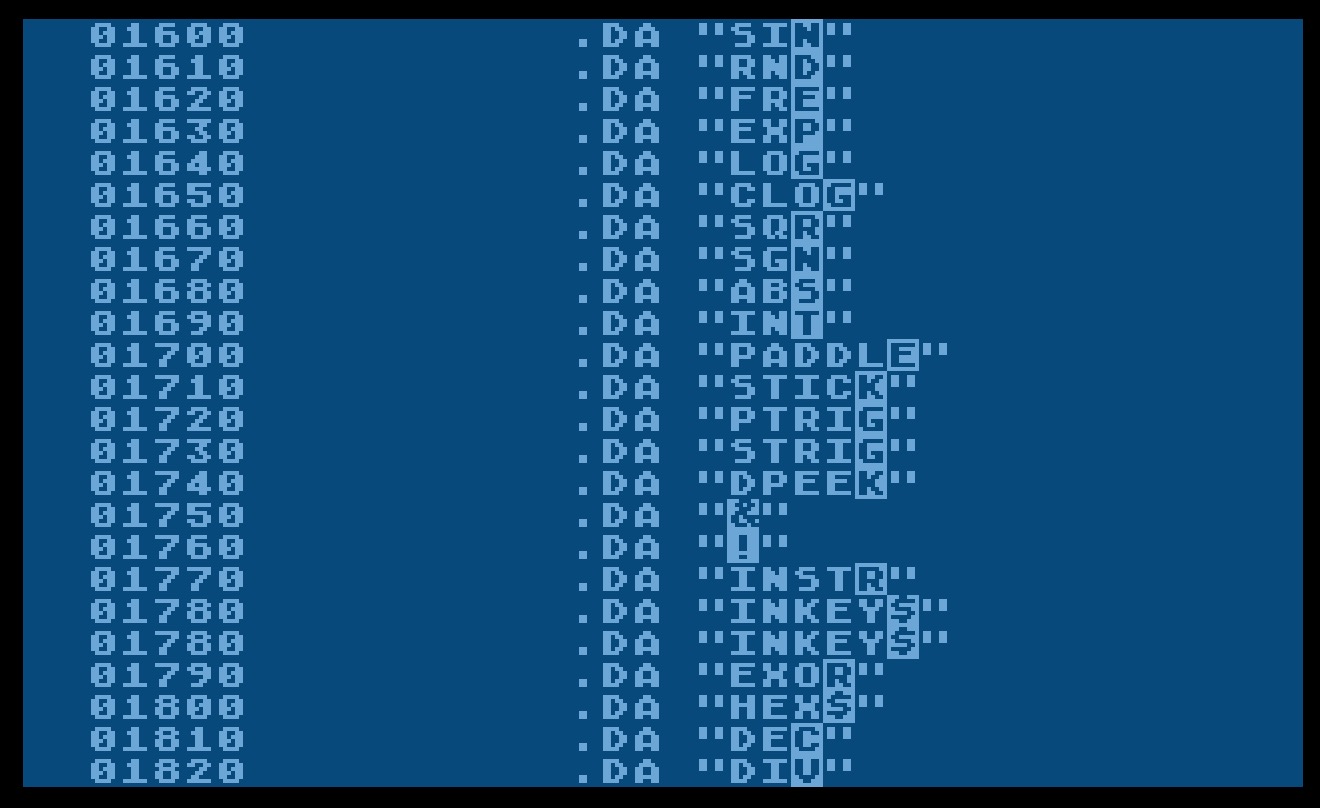 01600 .DA "SIN"
01610 .DA "RND"
01620 .DA "FRE"
01630 .DA "EXP"
01640 .DA "LOG"
01650 .DA "CLOG"
01660 .DA "SQR"
01670 .DA "SGN"
01680 .DA "ABS"
01690 .DA "INT"
01700 .DA "PADDLE"
01710 .DA "STICK"
01720 .DA "PTRIG"
01730 .DA "STRIG"
01740 .DA "DPEEK"
01750 .DA "&"
01760 .DA "!"
01770 .DA "INSTR"
01780 .DA "INKEY$"
01780 .DA "INKEY$"
01790 .DA "EXOR"
01800 .DA "HEX$"
01810 .DA "DEC"
01820 .DA "DIV"